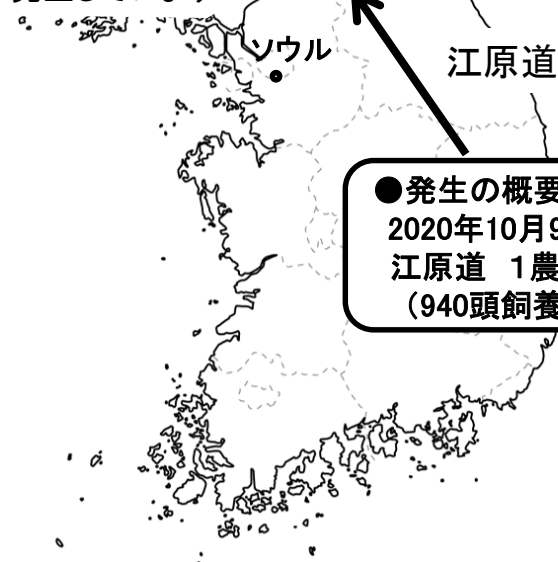 ソウル
江原道
●発生の概要
2020年10月9
江原道 1農
（940頭飼養